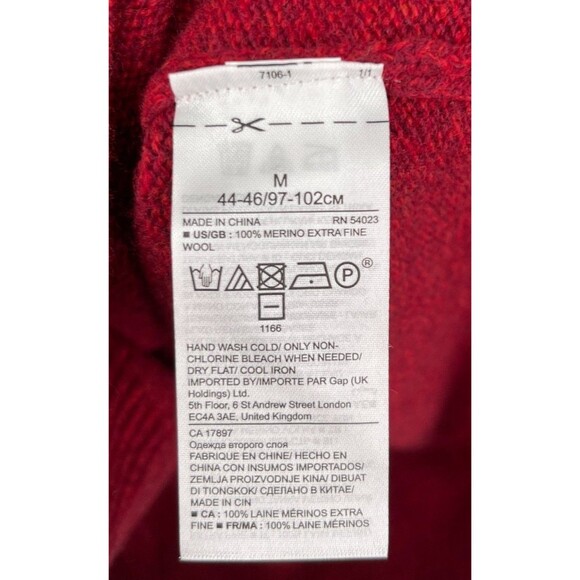 7106-1 1/1
M
44-46/97-102CM
MADE IN CHINA RN 54023
■ US/GB : 100% MERINO EXTRA FINE
WOOL
P ®
1166
HAND WASH COLD/ ONLY NON-
CHLORINE BLEACH WHEN NEEDED/
DRY FLAT/ COOL IRON
IMPORTED BY/IMPORTE PAR Gap (UK
Holdings) Ltd.
5th Floor, 6 St Andrew Street London
EC4A 3AE, United Kingdom
CA 17897
Одежда второго слоя
FABRIQUE EN CHINE/ HECHO EN
CHINA CON INSUMOS IMPORTADOS/
ZEMLJA PROIZVODNJE KINA/ DIBUAT
DI TIONGKOK/ СДЕЛАНО В КИТАЕ/
MADE IN CIN
■ CA : 100% LAINE MÉRINOS EXTRA
FINE ■ FR/MA : 100% LAINE MÉRINOS